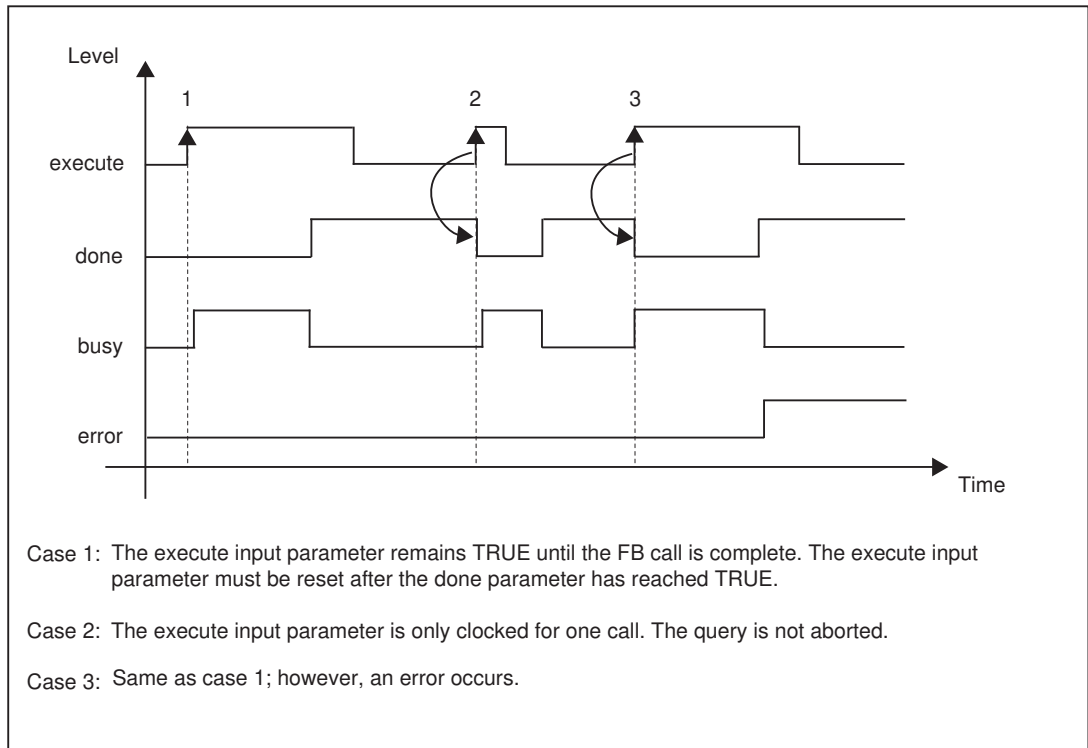 Level
1
2
3
execute
done
busy
error
Time
Case 1: The execute input parameter remains TRUE until the FB call is complete. The execute input
parameter must be reset after the done parameter has reached TRUE.
Case 2: The execute input parameter is only clocked for one call. The query is not aborted.
Case 3: Same as case 1; however, an error occurs.